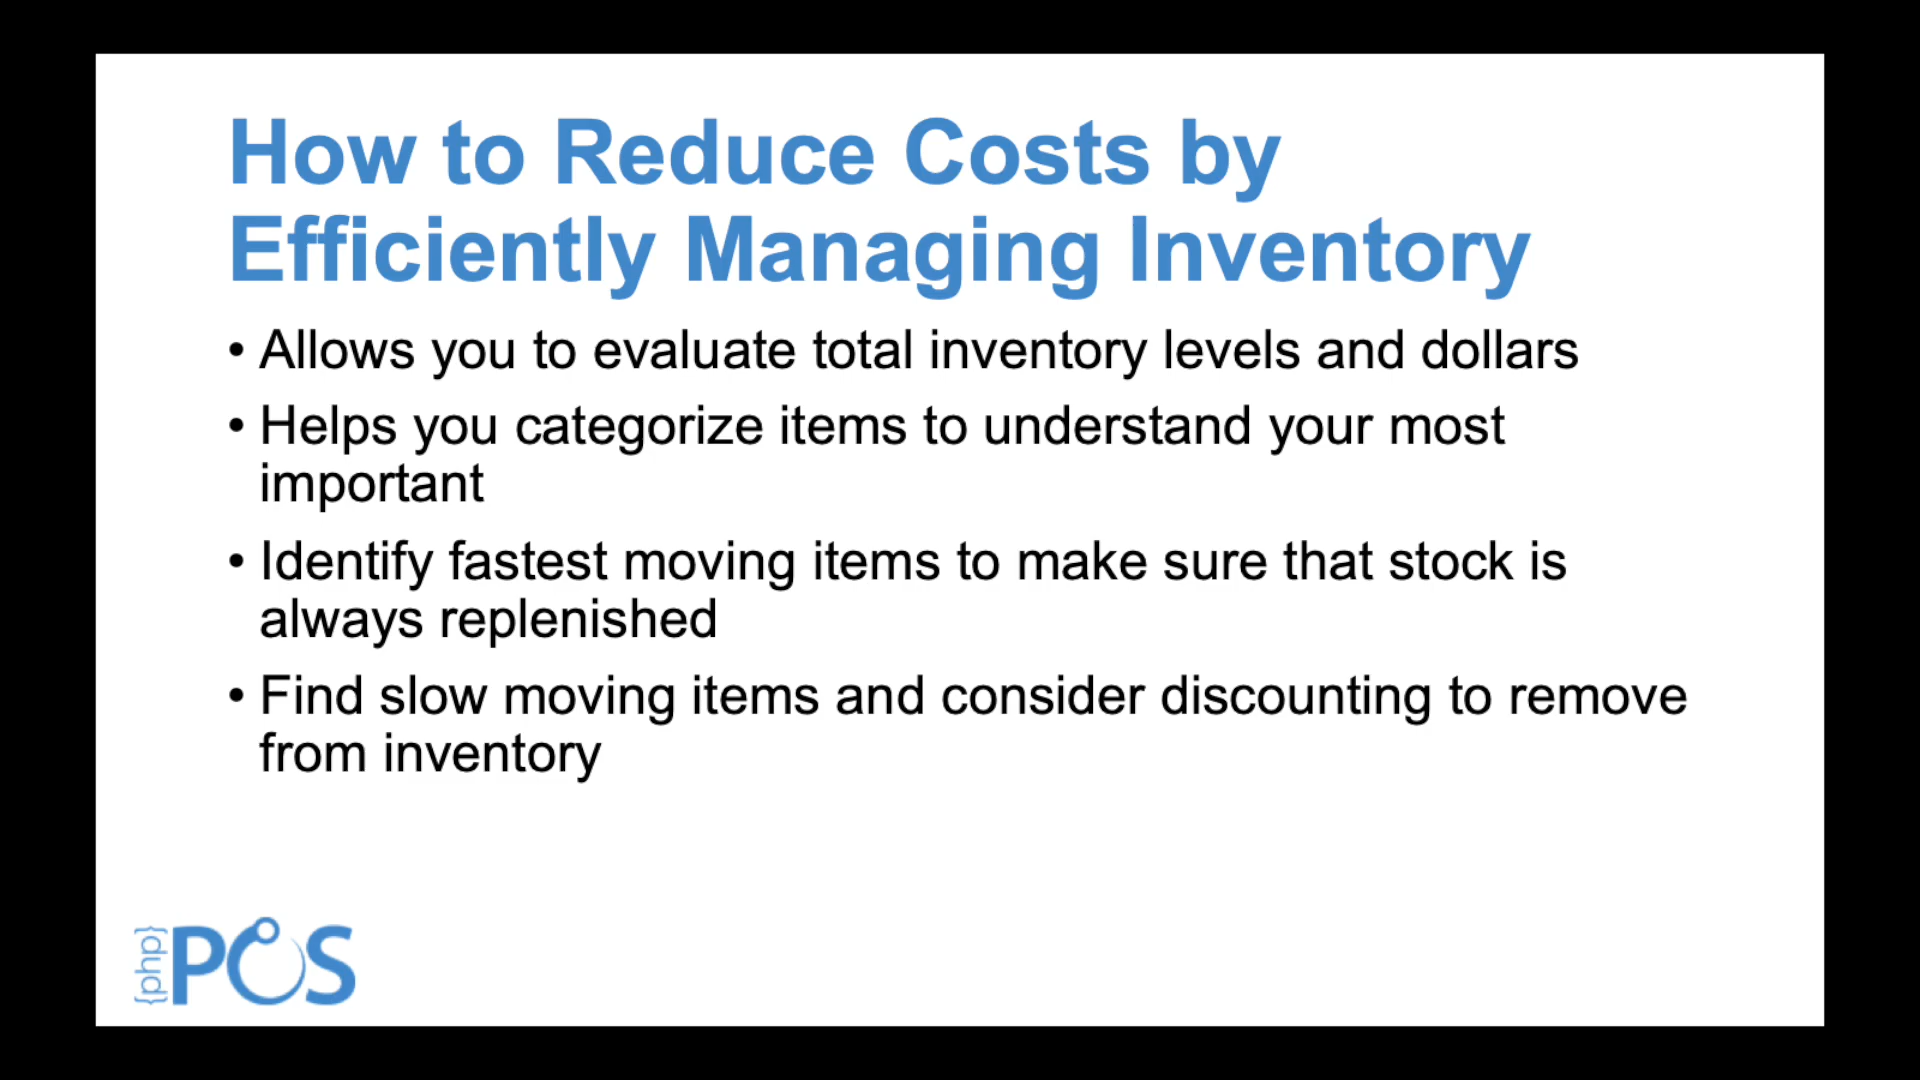 How to Reduce Costs by
Efficiently Managing Inventory
• Allows you to evaluate total inventory levels and dollars
• Helps you categorize items to understand your most
important
• Identify fastest moving items to make sure that stock is
always replenished
• Find slow moving items and consider discounting to remove
from inventory
{php}
POS